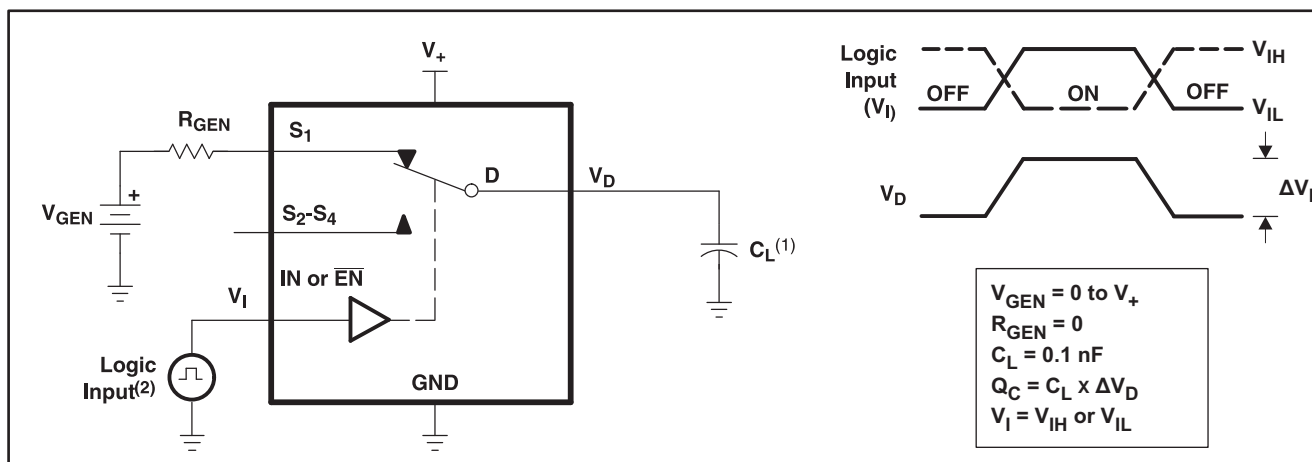 V+
RGEN
S1
D
VD
VGEN
+
S2-S4
CL(1)
IN or E̅N̅
VI
Logic
Input(2)
GND
Logic
Input
(VI)
OFF
ON
OFF
VIH
VIL
VD
VGEN = 0 to V+
RGEN = 0
CL = 0.1 nF
QC = CL x ΔVD
VI = VIH or VIL